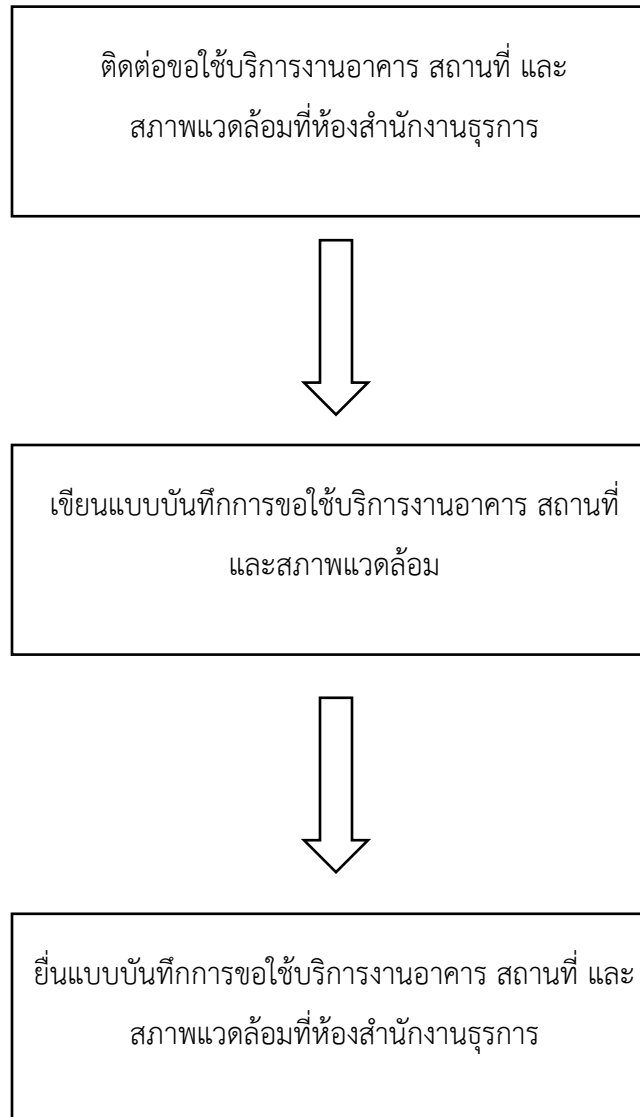 ติดต่อขอใช้บริการงานอาคาร สถานที่ และ
สภาพแวดล้อมที่ห้องสำนักงานธุรการ
เขียนแบบบันทึกการขอใช้บริการงานอาคาร สถานที่
และสภาพแวดล้อม
ยื่นแบบบันทึกการขอใช้บริการงานอาคาร สถานที่ และ
สภาพแวดล้อมที่ห้องสำนักงานธุรการ